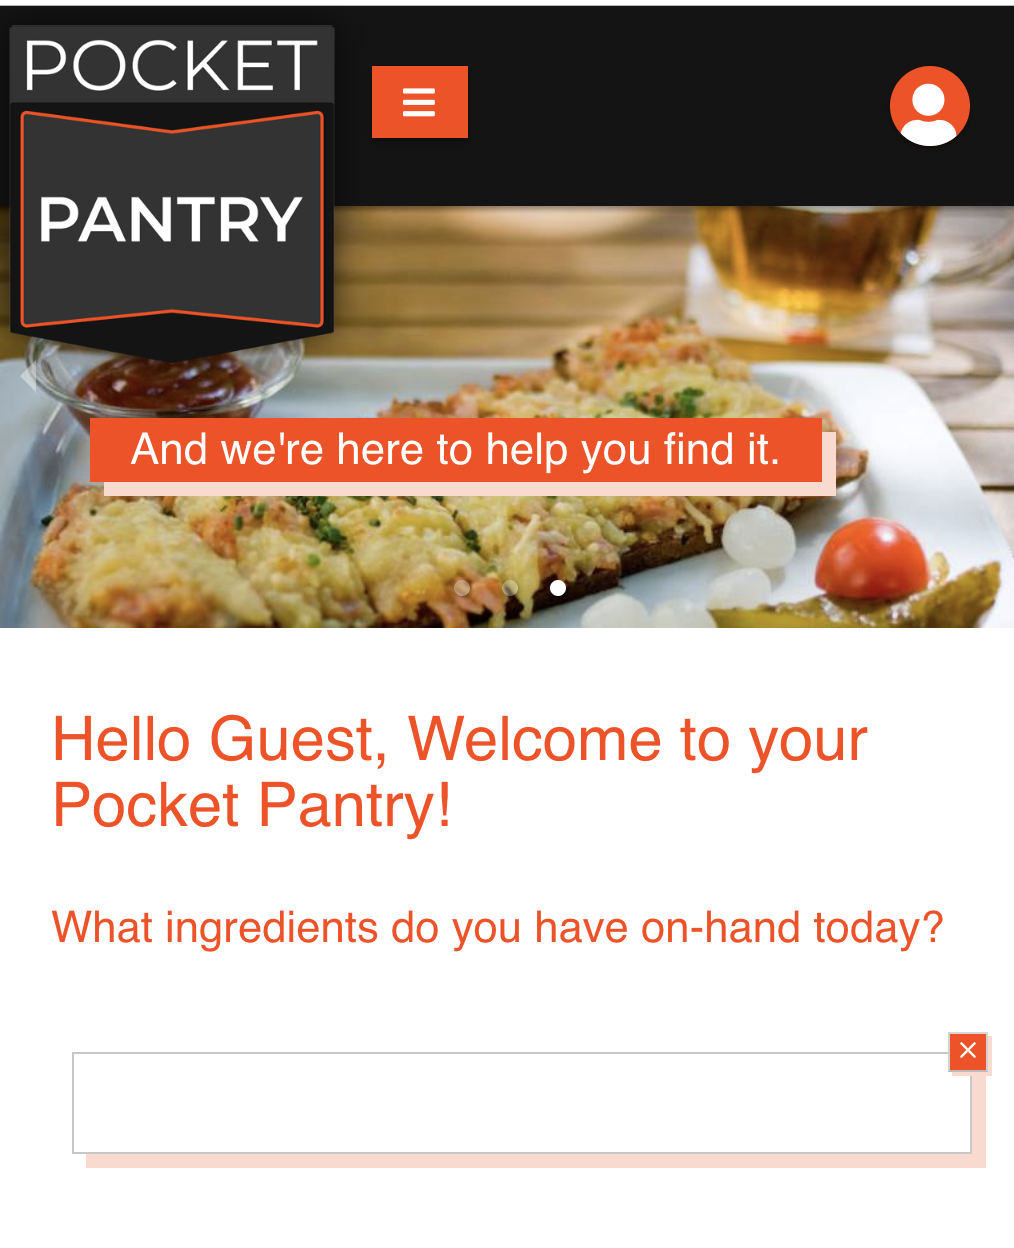 POCKET
PANTRY
And we're here to help you find it.
Hello Guest, Welcome to your
Pocket Pantry!
What ingredients do you have on-hand today?